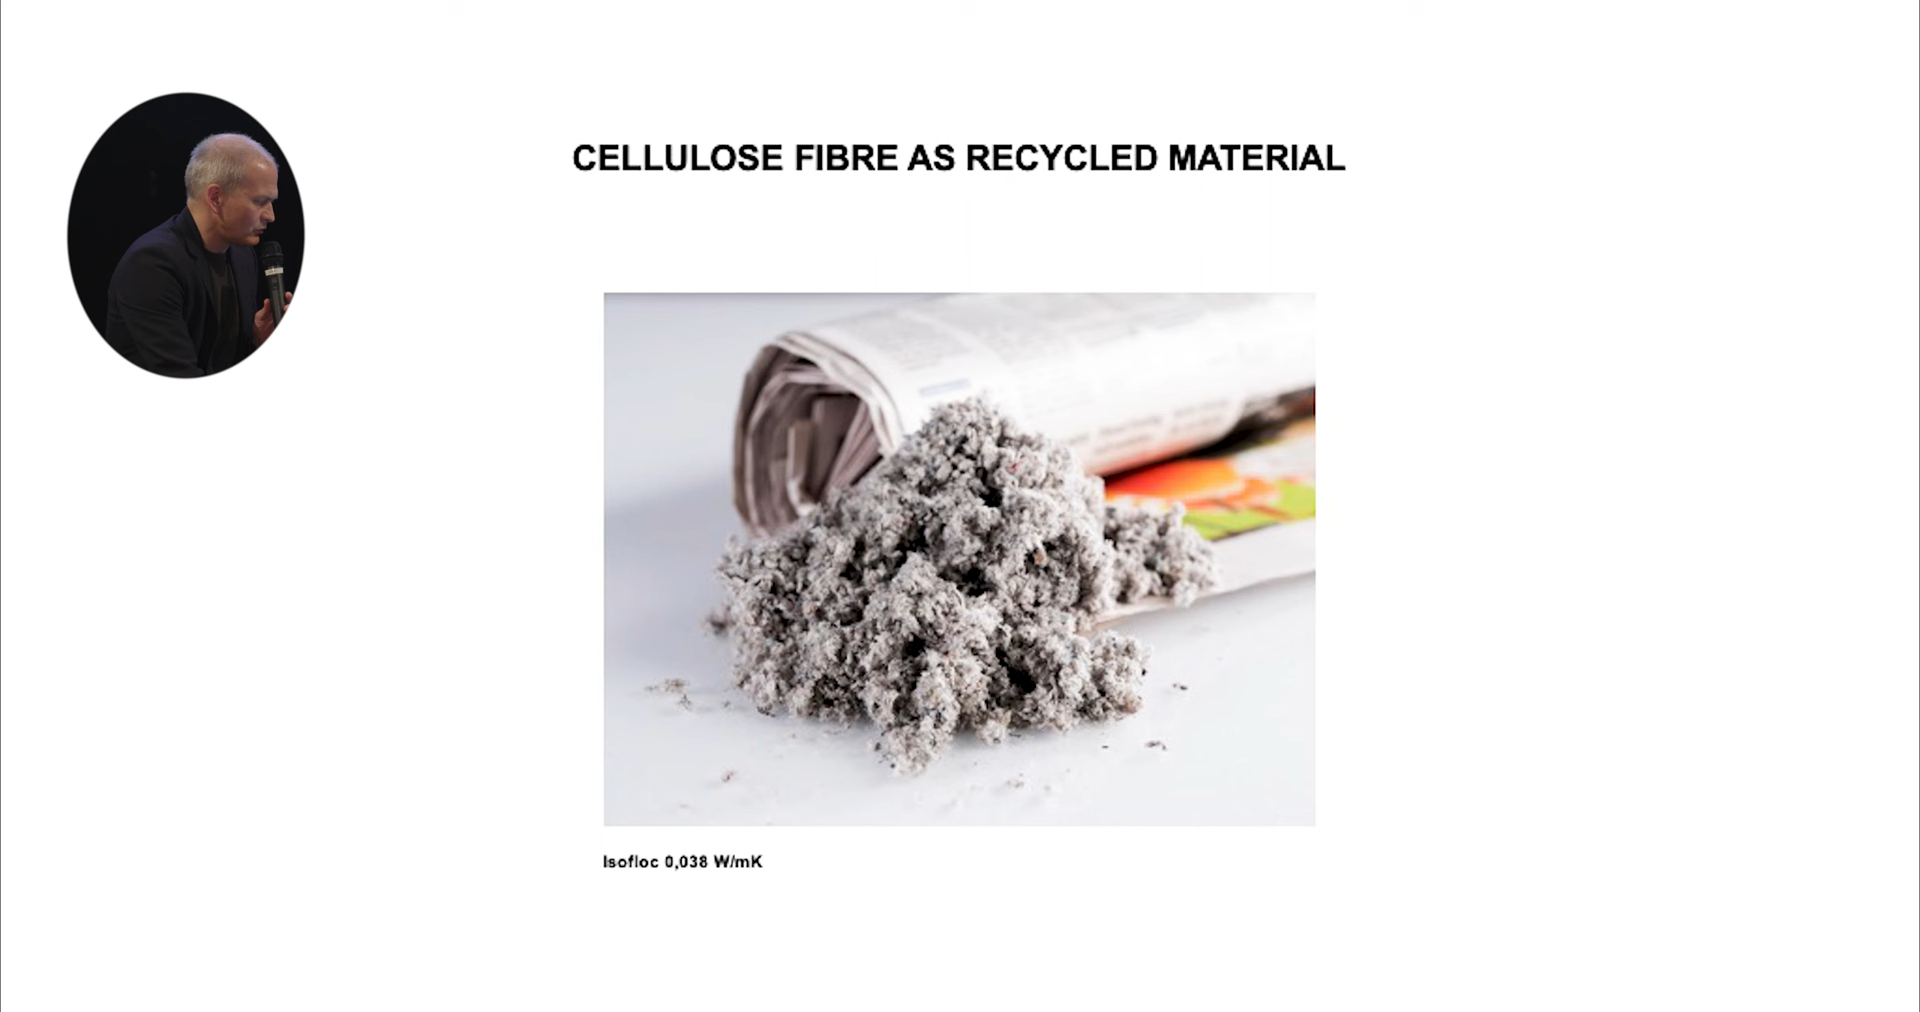 CELLULOSE FIBRE AS RECYCLED MATERIAL
Isofloc 0,038 W/mK